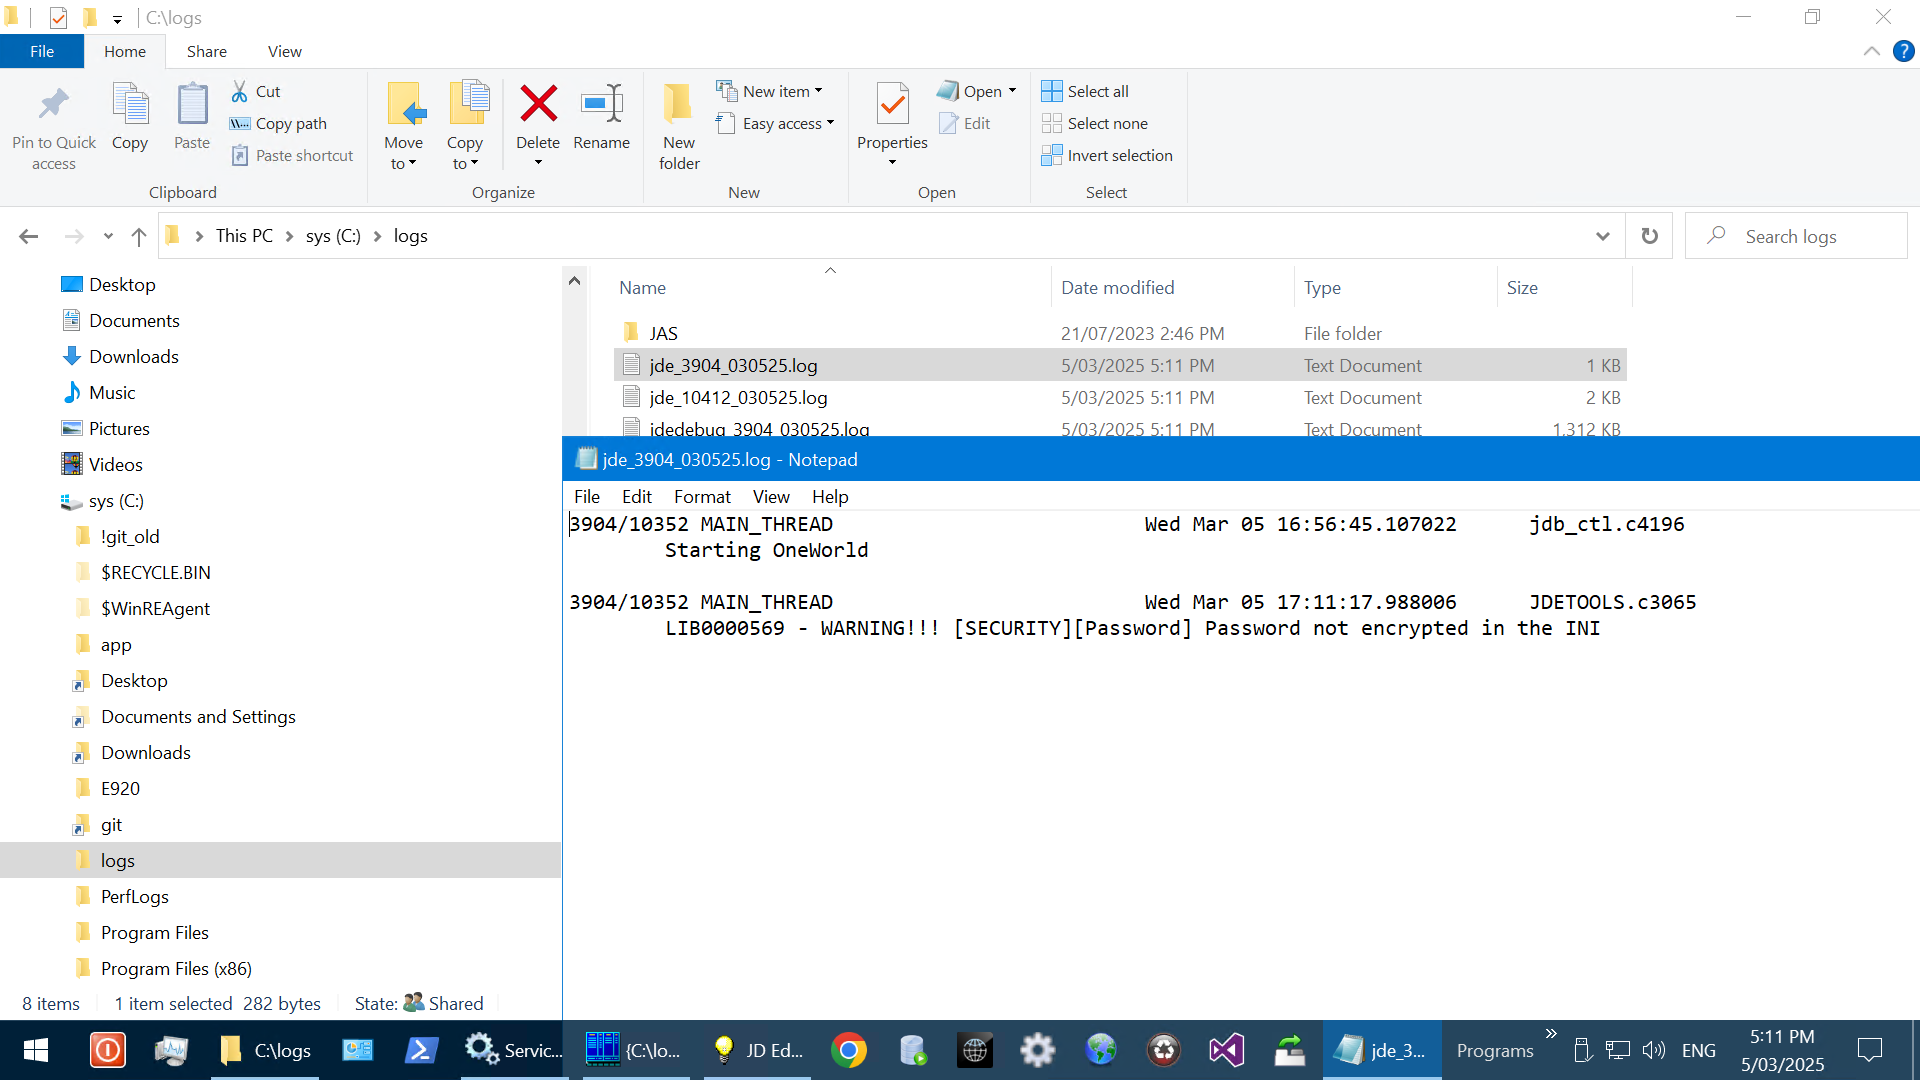 C:\logs
File Home Share View
Pin to Quick access
Copy
Paste
Cut
Copy path
Paste shortcut
Clipboard
Move to
Copy to
Delete
Rename
Organize
New folder
New item
Easy access
New
Properties
Open
Edit
Open
Select all
Select none
Invert selection
Select
This PC sys (C:) logs
Search logs
Desktop
Documents
Downloads
Music
Pictures
Videos
sys (C:)
!git_old
$RECYCLE.BIN
$WinREAgent
app
Desktop
Documents and Settings
Downloads
E920
git
logs
PerfLogs
Program Files
Program Files (x86)
Name Date modified Type Size
JAS 21/07/2023 2:46 PM File folder
jde_3904_030525.log 5/03/2025 5:11 PM Text Document 1 KB
jde_10412_030525.log 5/03/2025 5:11 PM Text Document 2 KB
jdedebug_3904_030525.log 5/03/2025 5:11 PM Text Document 1,312 KB
jde_3904_030525.log - Notepad
File Edit Format View Help
3904/10352 MAIN_THREAD Wed Mar 05 16:56:45.107022 jdb_ctl.c4196
Starting OneWorld
3904/10352 MAIN_THREAD Wed Mar 05 17:11:17.988006 JDETOOLS.c3065
LIB0000569 - WARNING!!! [SECURITY][Password] Password not encrypted in the INI
8 items 1 item selected 282 bytes State: Shared
C:\logs
Servic...
{C:\lo...
JD Ed...
jde_3...
Programs
ENG
5:11 PM
5/03/2025